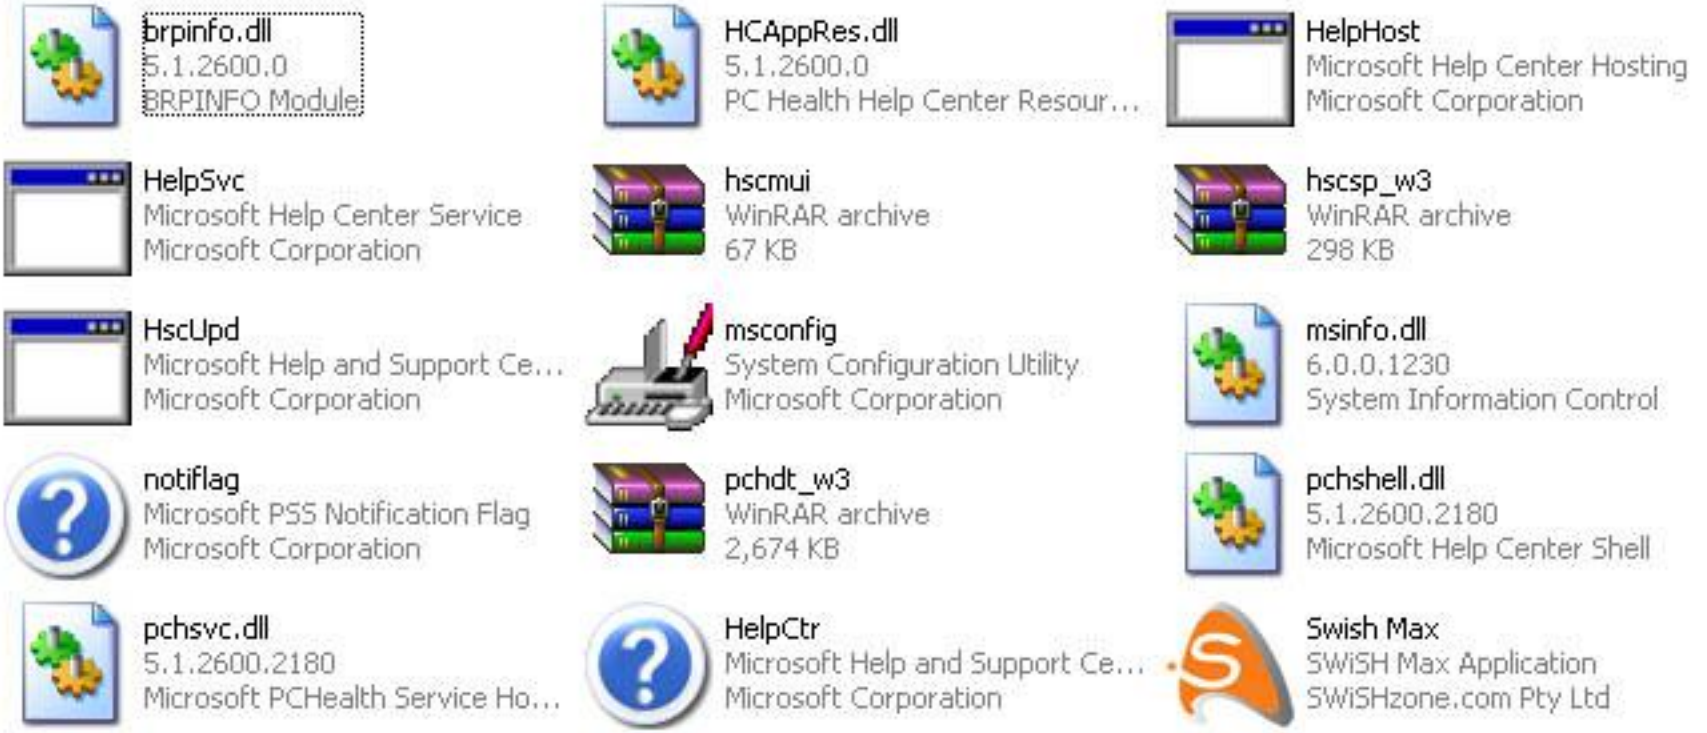 brpinfo.dll
5.1.2600.0
BRPINFO Module
HCAppRes.dll
5.1.2600.0
PC Health Help Center Resour...
HelpHost
Microsoft Help Center Hosting
Microsoft Corporation
HelpSvc
Microsoft Help Center Service
Microsoft Corporation
hscmui
WinRAR archive
67 KB
hscsp_w3
WinRAR archive
298 KB
HscUpd
Microsoft Help and Support Ce...
Microsoft Corporation
msconfig
System Configuration Utility
Microsoft Corporation
msinfo.dll
6.0.0.1230
System Information Control
notiflag
Microsoft PSS Notification Flag
Microsoft Corporation
pchdt_w3
WinRAR archive
2,674 KB
pchshell.dll
5.1.2600.2180
Microsoft Help Center Shell
pchsvc.dll
5.1.2600.2180
Microsoft PCHealth Service Ho...
HelpCtr
Microsoft Help and Support Ce...
Microsoft Corporation
Swish Max
SWiSH Max Application
SWiSHzone.com Pty Ltd